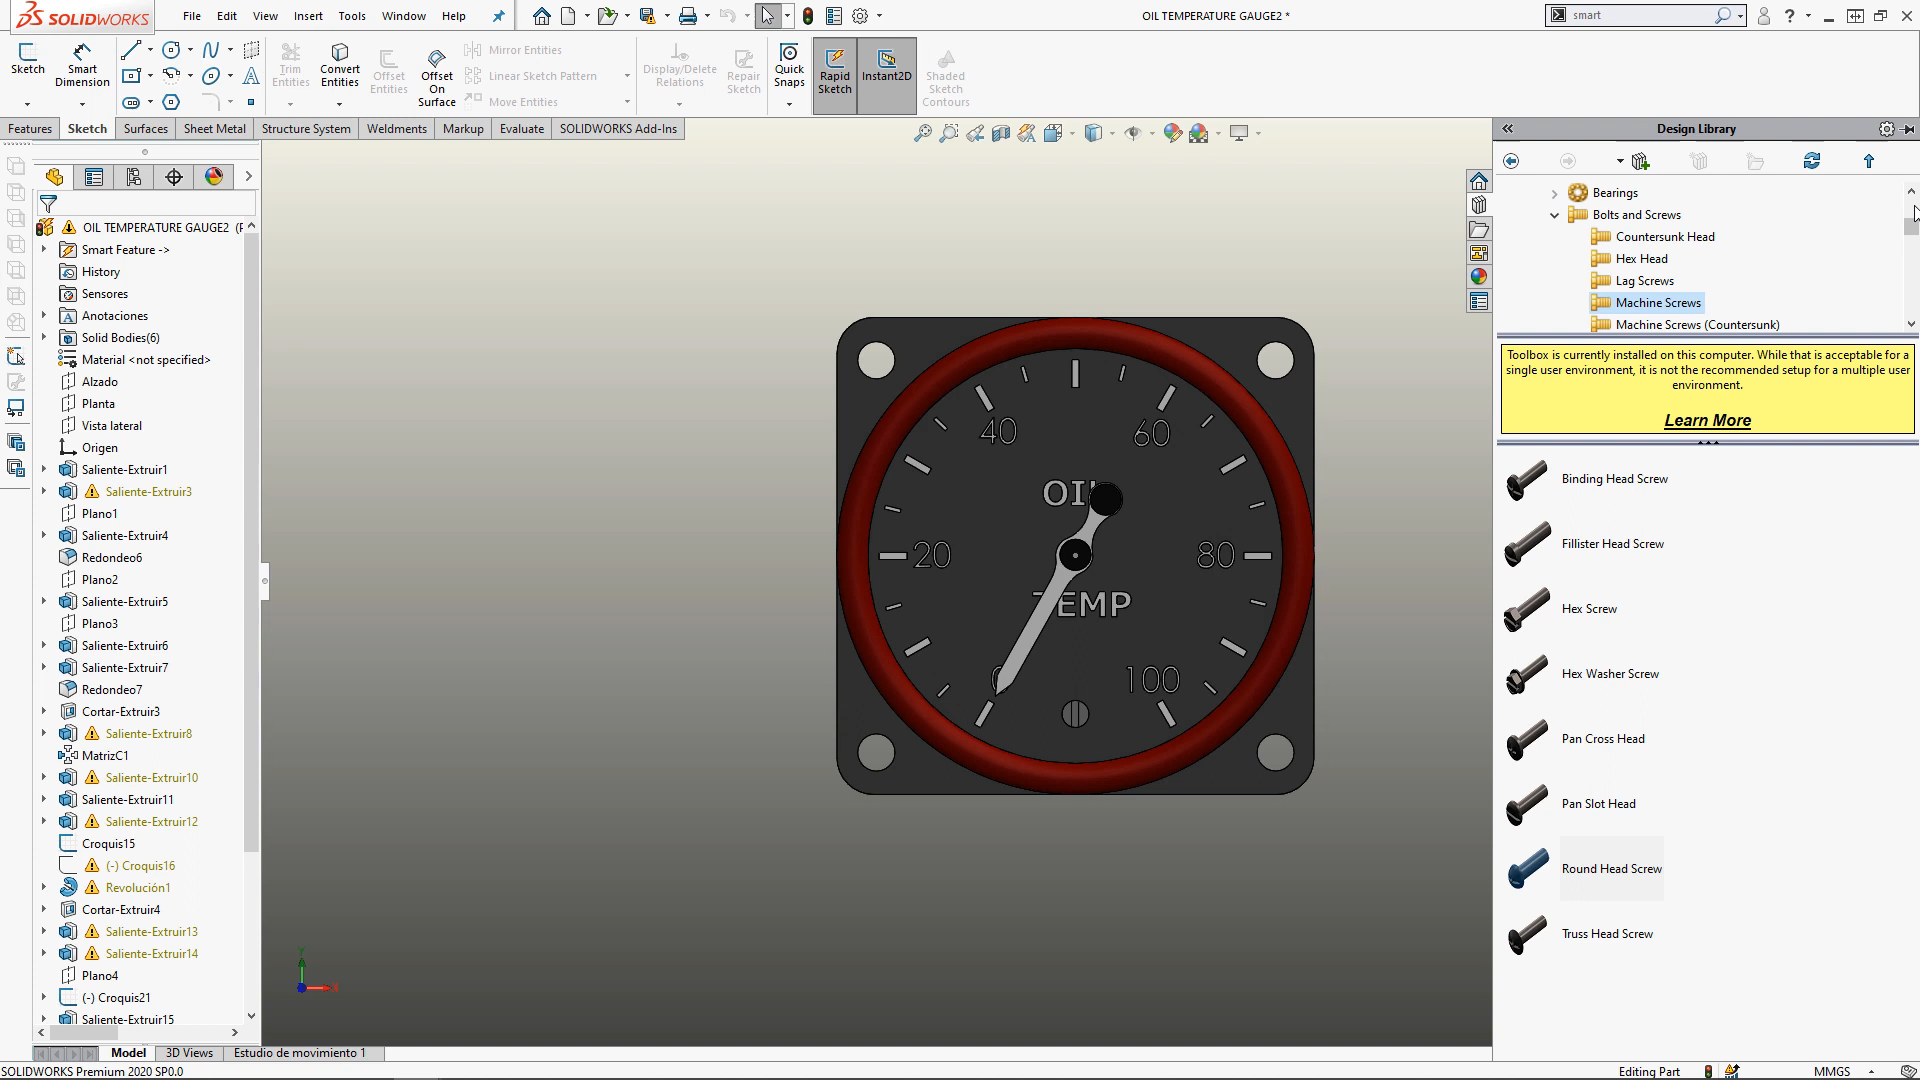 SOLIDWORKS
File Edit View Insert Tools Window Help
OIL TEMPERATURE GAUGE2 *
smart
Sketch
Smart Dimension
Trim Entities
Convert Entities
Offset Entities
Offset On Surface
Mirror Entities
Linear Sketch Pattern
Move Entities
Display/Delete Relations
Repair Sketch
Quick Snaps
Rapid Sketch
Instant2D
Shaded Sketch Contours
Features Sketch Surfaces Sheet Metal Structure System Weldments Markup Evaluate SOLIDWORKS Add-Ins
OIL TEMPERATURE GAUGE2 (
Smart Feature ->
History
Sensores
Anotaciones
Solid Bodies(6)
Material <not specified>
Alzado
Planta
Vista lateral
Origen
Saliente-Extruir1
Saliente-Extruir3
Plano1
Saliente-Extruir4
Redondeo6
Plano2
Saliente-Extruir5
Plano3
Saliente-Extruir6
Saliente-Extruir7
Redondeo7
Cortar-Extruir3
Saliente-Extruir8
MatrizC1
Saliente-Extruir10
Saliente-Extruir11
Saliente-Extruir12
Croquis15
(-) Croquis16
Revolución1
Cortar-Extruir4
Saliente-Extruir13
Saliente-Extruir14
Plano4
(-) Croquis21
Saliente-Extruir15
40
60
OIL
20
80
TEMP
0
100
Y
X
Design Library
Bearings
Bolts and Screws
Countersunk Head
Hex Head
Lag Screws
Machine Screws
Machine Screws (Countersunk)
Toolbox is currently installed on this computer. While that is acceptable for a
single user environment, it is not the recommended setup for a multiple user
environment.
Learn More
Binding Head Screw
Fillister Head Screw
Hex Screw
Hex Washer Screw
Pan Cross Head
Pan Slot Head
Round Head Screw
Truss Head Screw
Model 3D Views Estudio de movimiento 1
SOLIDWORKS Premium 2020 SP0.0
Editing Part
MMGS